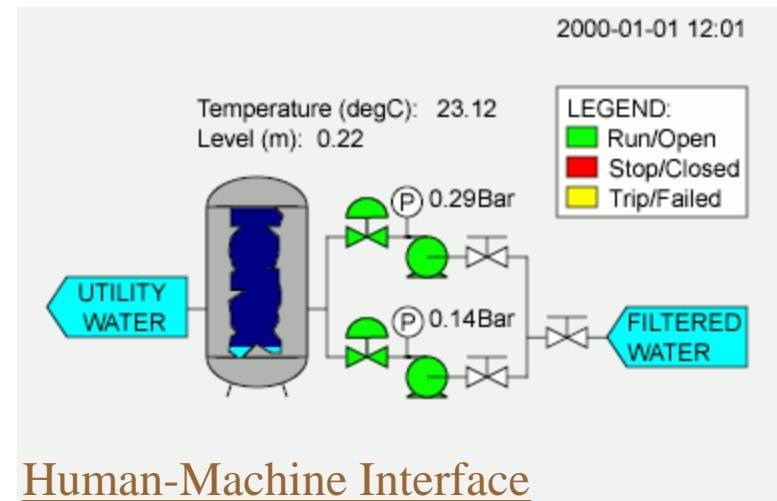 2000-01-01 12:01
Temperature (degC): 23.12
Level (m): 0.22
LEGEND:
Run/Open
Stop/Closed
Trip/Failed
P 0.29Bar
UTILITY
WATER
P 0.14Bar
FILTERED
WATER
Human-Machine Interface